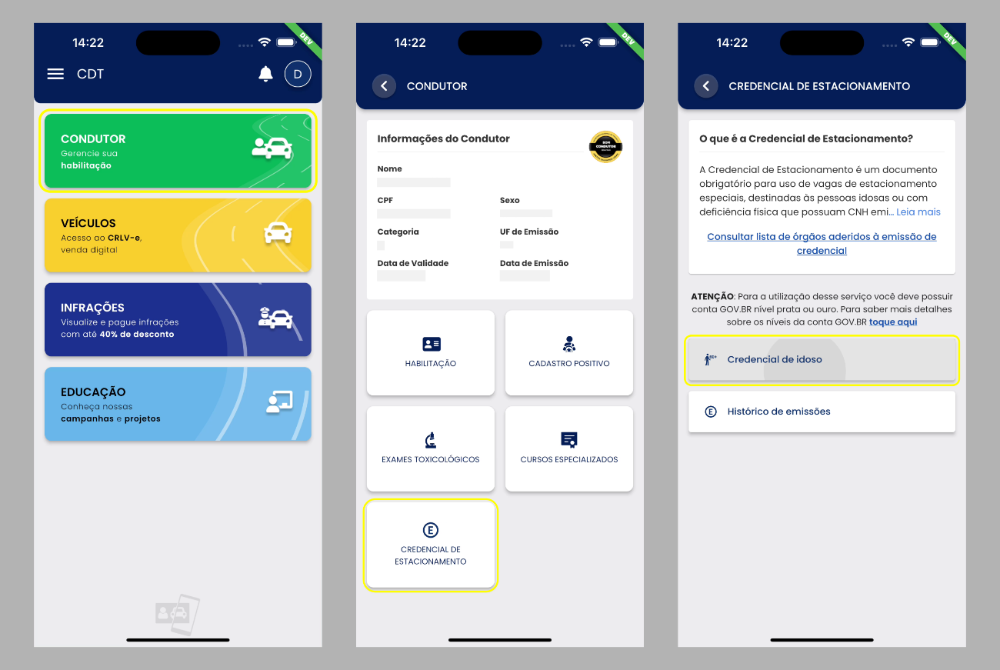 14:22
DEV
CDT
D
CONDUTOR
Gerencie sua
habilitação
VEÍCULOS
Acesso ao CRLV-e,
venda digital
INFRAÇÕES
Visualize e pague infrações
com até 40% de desconto
EDUCAÇÃO
Conheça nossas
campanhas e projetos
14:22
DEV
CONDUTOR
Informações do Condutor
BOM
CONDUTOR
Nome
CPF
Sexo
Categoria
UF de Emissão
Data de Validade
Data de Emissão
HABILITAÇÃO
CADASTRO POSITIVO
EXAMES TOXICOLÓGICOS
CURSOS ESPECIALIZADOS
E
CREDENCIAL DE
ESTACIONAMENTO
14:22
DEV
CREDENCIAL DE ESTACIONAMENTO
O que é a Credencial de Estacionamento?
A Credencial de Estacionamento é um documento
obrigatório para uso de vagas de estacionamento
especiais, destinadas às pessoas idosas ou com
deficiência física que possuam CNH emi... Leia mais
Consultar lista de órgãos aderidos à emissão de
credencial
ATENÇÃO: Para a utilização desse serviço você deve possuir
conta GOV.BR nível prata ou ouro. Para saber mais detalhes
sobre os níveis da conta GOV.BR toque aqui
Credencial de idoso
E
Histórico de emissões